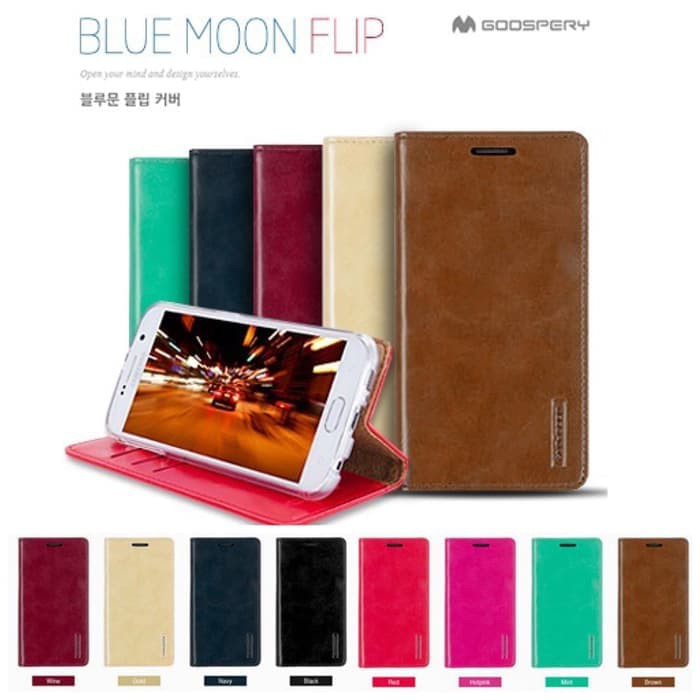 BLUE MOON FLIP
GOOSPERY
Open your mind and design yourselves.
블루문 플립 커버
Wine
Gold
Navy
Black
Red
Hotpink
Mint
Brown